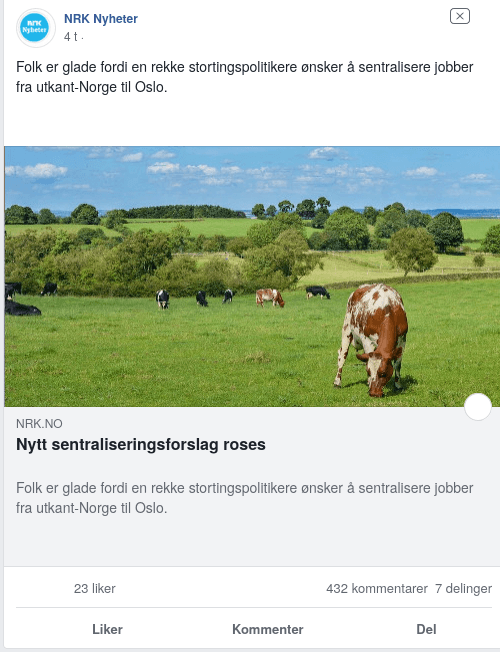 NRK
Nyheter
NRK Nyheter
4 t ·
Folk er glade fordi en rekke stortingspolitikere ønsker å sentralisere jobber
fra utkant-Norge til Oslo.
NRK.NO
Nytt sentraliseringsforslag roses
Folk er glade fordi en rekke stortingspolitikere ønsker å sentralisere jobber
fra utkant-Norge til Oslo.
23 liker 432 kommentarer 7 delinger
Liker Kommenter Del